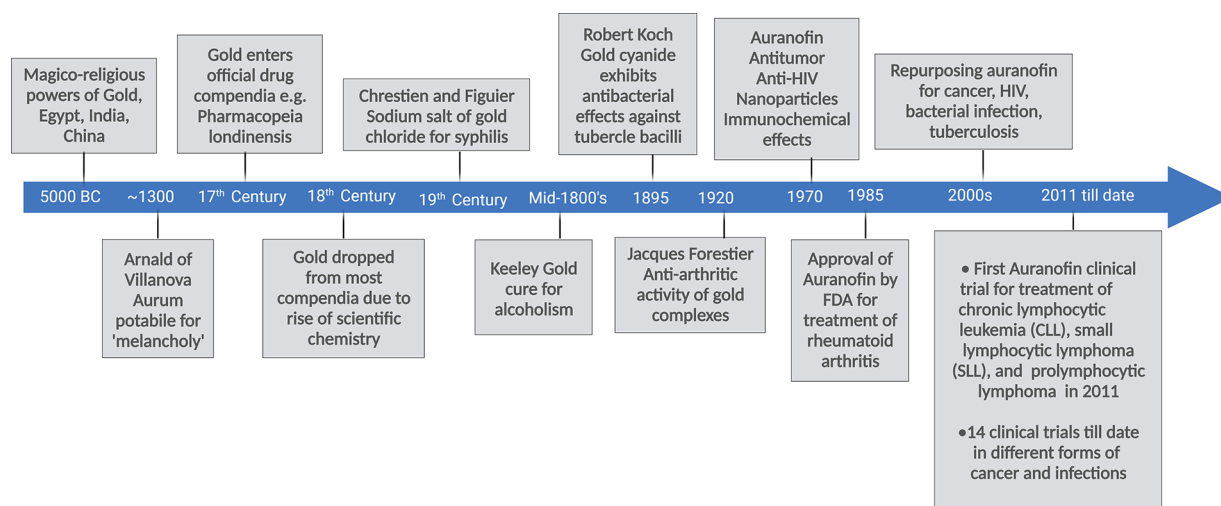 Magico-religious
powers of Gold,
Egypt, India,
China
Gold enters
official drug
compendia e.g.
Pharmacopeia
londinensis
Chrestien and Figuier
Sodium salt of gold
chloride for syphilis
Robert Koch
Gold cyanide
exhibits
antibacterial
effects against
tubercle bacilli
Auranofin
Antitumor
Anti-HIV
Nanoparticles
Immunochemical
effects
Repurposing auranofin
for cancer, HIV,
bacterial infection,
tuberculosis
5000 BC ~1300 17th Century 18th Century 19th Century Mid-1800's 1895 1920 1970 1985 2000s 2011 till date
Arnald of
Villanova
Aurum
potabile for
'melancholy'
Gold dropped
from most
compendia due to
rise of scientific
chemistry
Keeley Gold
cure for
alcoholism
Jacques Forestier
Anti-arthritic
activity of gold
complexes
Approval of
Auranofin by
FDA for
treatment of
rheumatoid
arthritis
• First Auranofin clinical
trial for treatment of
chronic lymphocytic
leukemia (CLL), small
lymphocytic lymphoma
(SLL), and prolymphocytic
lymphoma in 2011
•14 clinical trials till date
in different forms of
cancer and infections